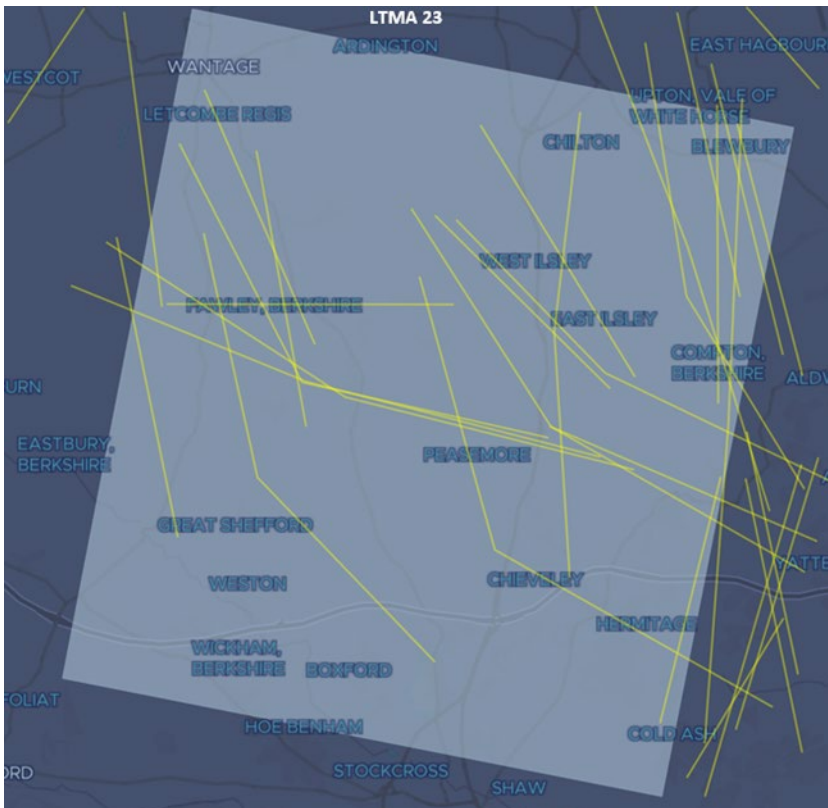 LTMA 23
ARDINGTON
EAST HAGBOUR
WANTAGE
WESTCOT
UPTON, VALE OF
WHITE HORSE
LETCOMBE REGIS
CHILTON
BLEWBURY
WEST ILSLEY
FAWLEY, BERKSHIRE
EAST ILSLEY
COMPTON,
BERKSHIRE
ALDW
URN
EASTBURY,
BERKSHIRE
PEASEMORE
A
GREAT SHEFFORD
YATTE
WESTON
CHIEVELEY
HERMITAGE
WICKHAM,
BERKSHIRE
BOXFORD
FOLIAT
HOE BENHAM
COLD ASH
ORD
STOCKCROSS
SHAW